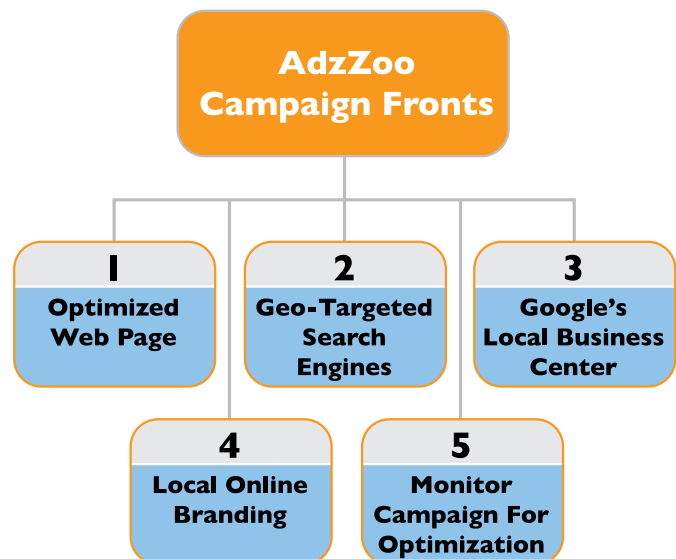 AdzZoo
Campaign Fronts
1
Optimized
Web Page
2
Geo-Targeted
Search
Engines
3
Google's
Local Business
Center
4
Local Online
Branding
5
Monitor
Campaign For
Optimization